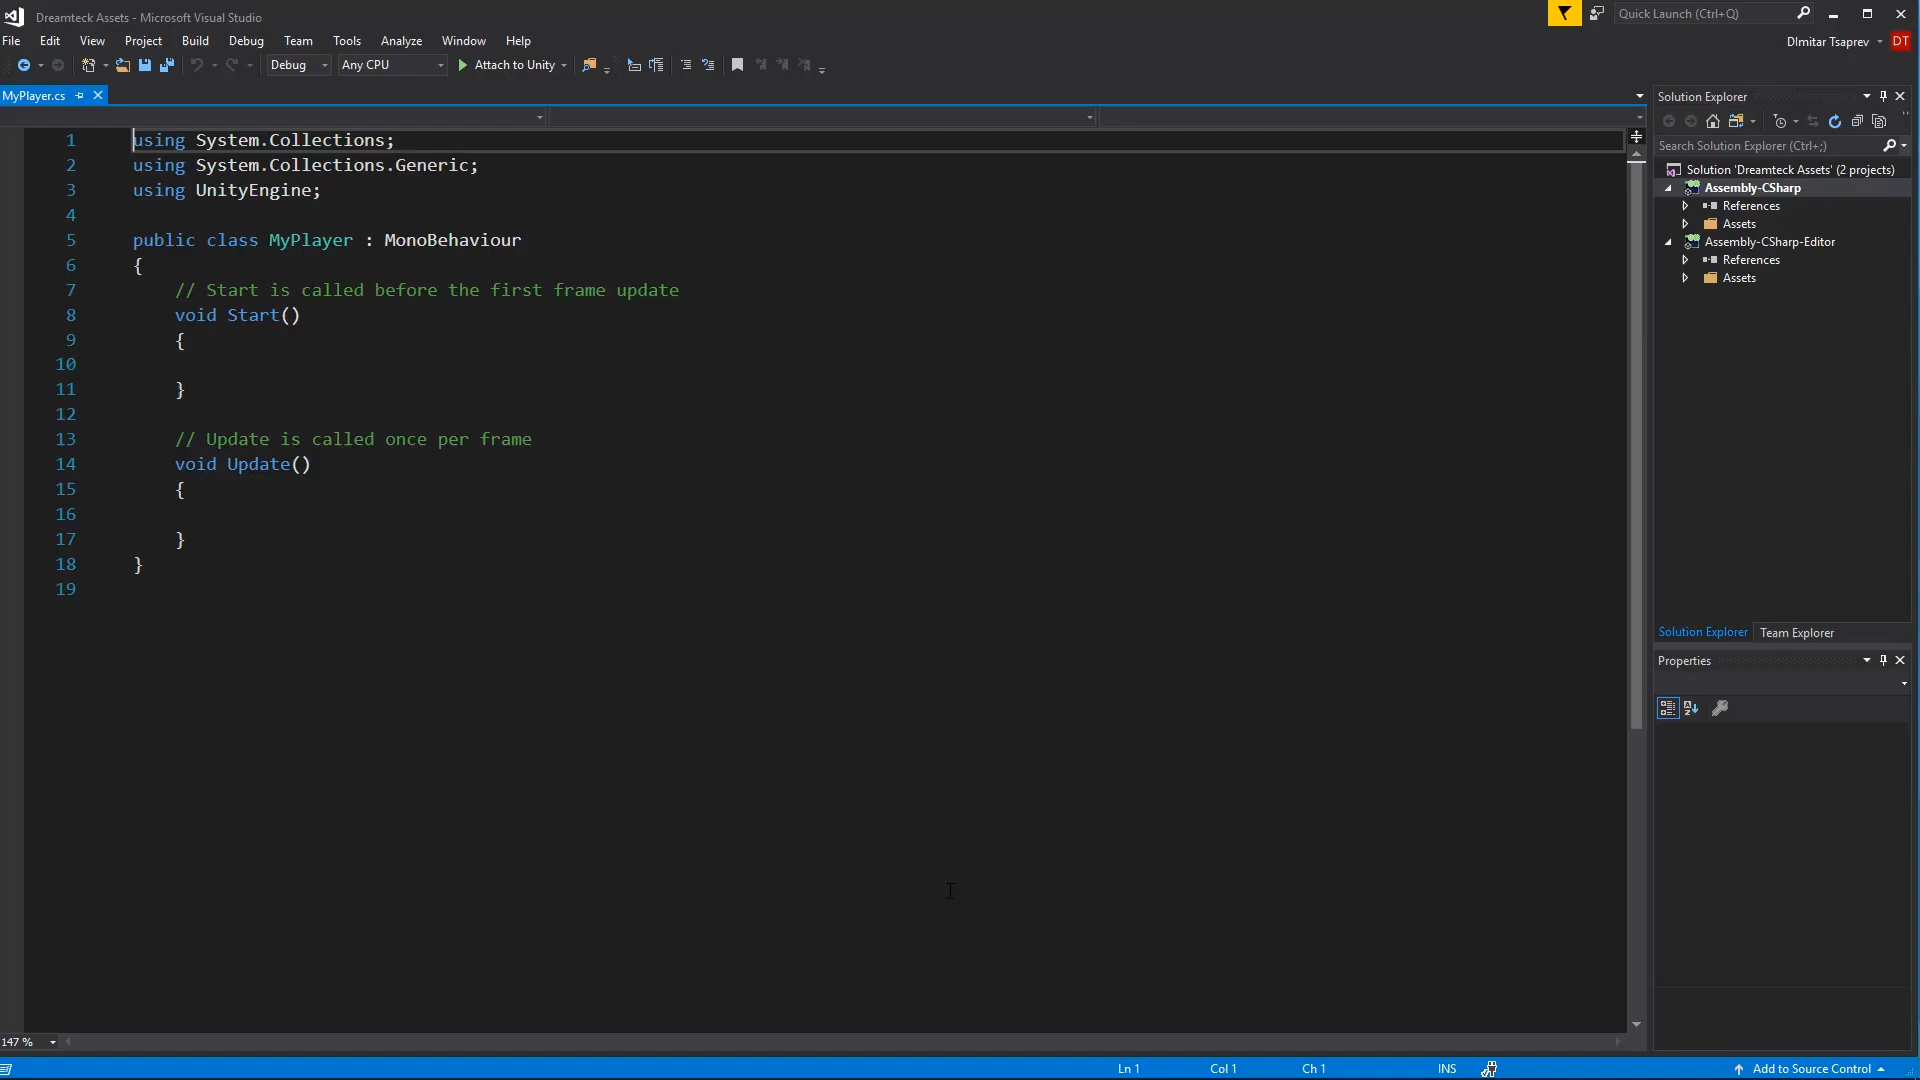 Dreamteck Assets - Microsoft Visual Studio
Quick Launch (Ctrl+Q)
File Edit View Project Build Debug Team Tools Analyze Window Help
DImitar Tsaprev DT
Debug Any CPU Attach to Unity
MyPlayer.cs
1 using System.Collections;
2 using System.Collections.Generic;
3 using UnityEngine;
4
5 public class MyPlayer : MonoBehaviour
6 {
7 // Start is called before the first frame update
8 void Start()
9 {
10
11 }
12
13 // Update is called once per frame
14 void Update()
15 {
16
17 }
18 }
19
Solution Explorer
Search Solution Explorer (Ctrl+;)
Solution 'Dreamteck Assets' (2 projects)
Assembly-CSharp
References
Assets
Assembly-CSharp-Editor
References
Assets
Solution Explorer Team Explorer
Properties
147 %
Ln 1 Col 1 Ch 1 INS Add to Source Control